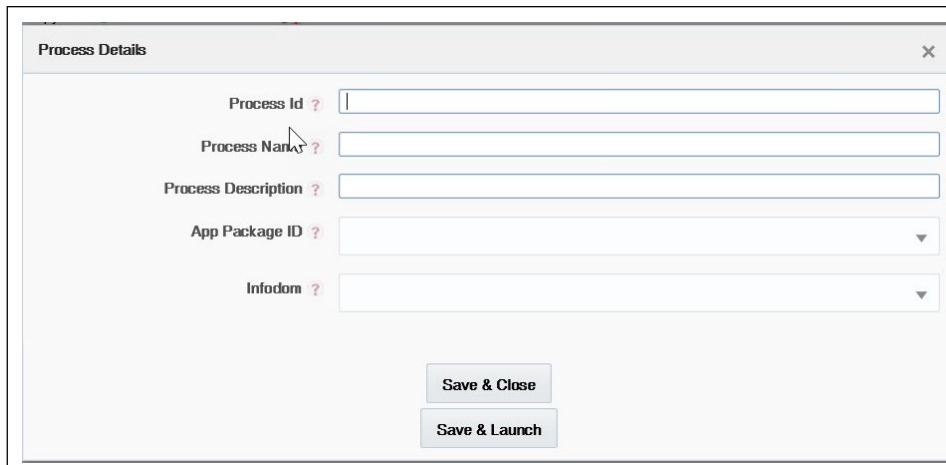 Process Details ×
Process Id ?
Process Name ?
Process Description ?
App Package ID ?
Infodom ?
Save & Close
Save & Launch